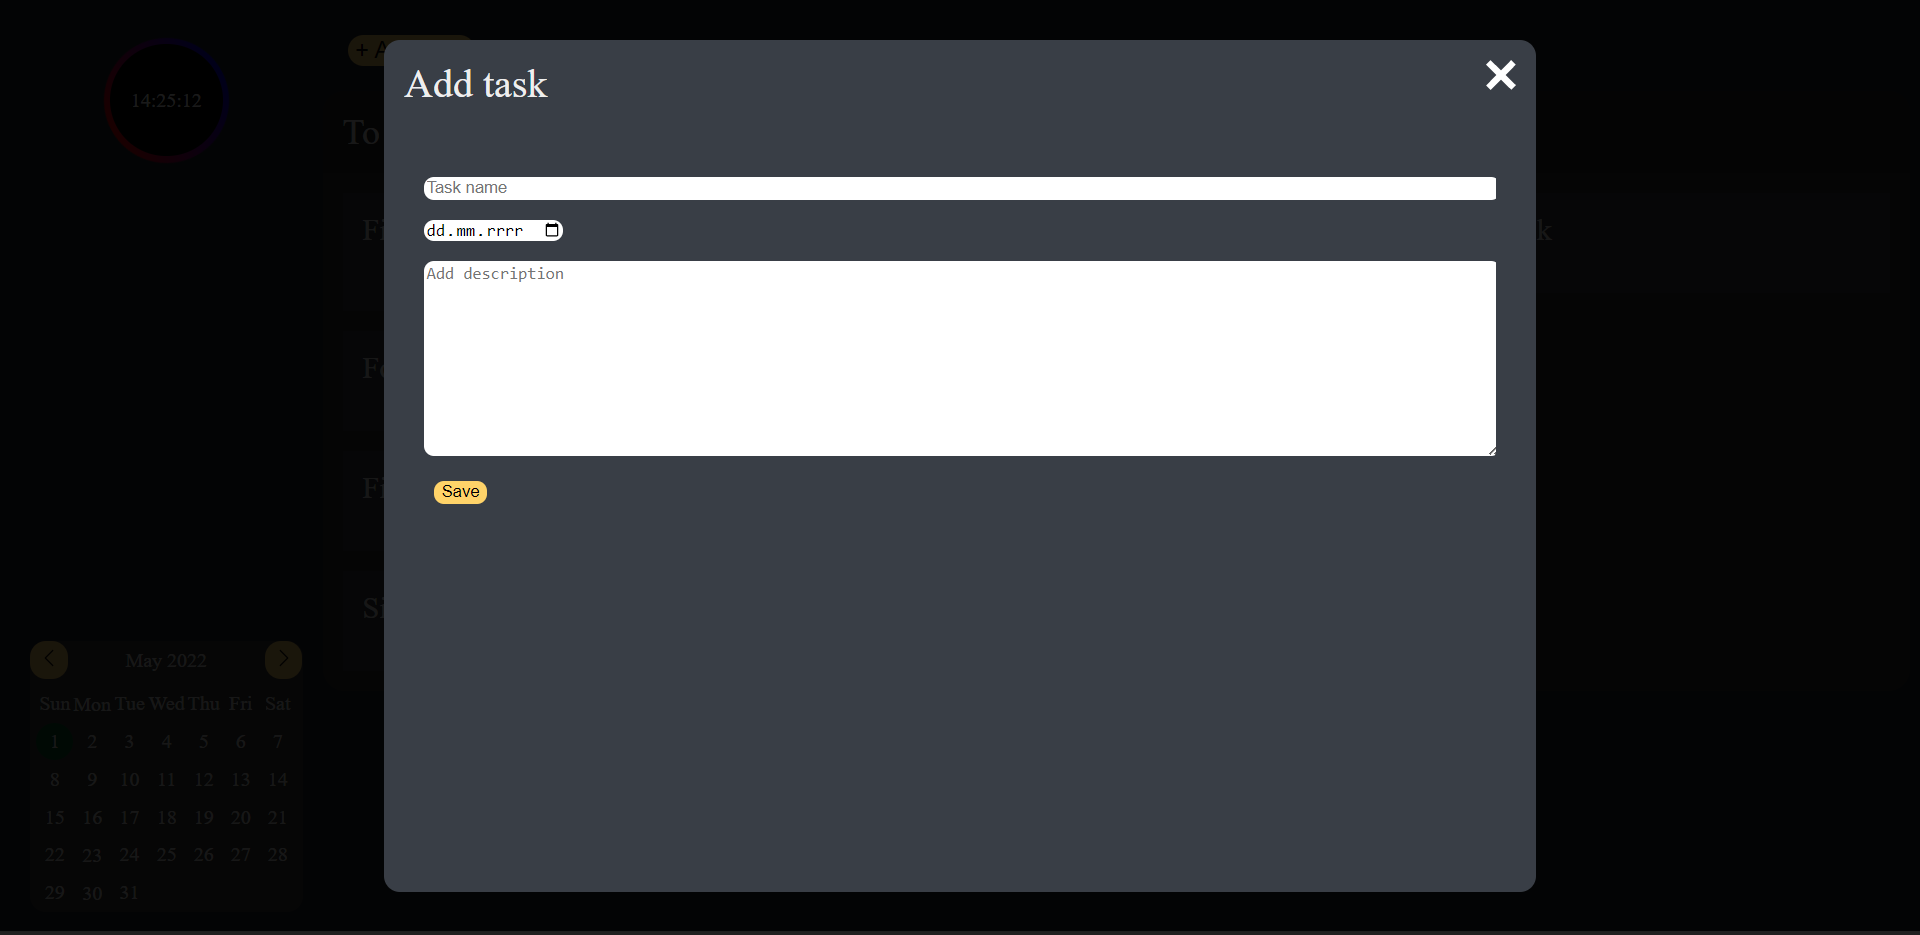 14:25:12
+ A
Add task
To
Task name
dd.mm.rrrr
Add description
Save
Fi
k
Fo
Fi
Si
May 2022
Sun Mon Tue Wed Thu Fri Sat
1 2 3 4 5 6 7
8 9 10 11 12 13 14
15 16 17 18 19 20 21
22 23 24 25 26 27 28
29 30 31